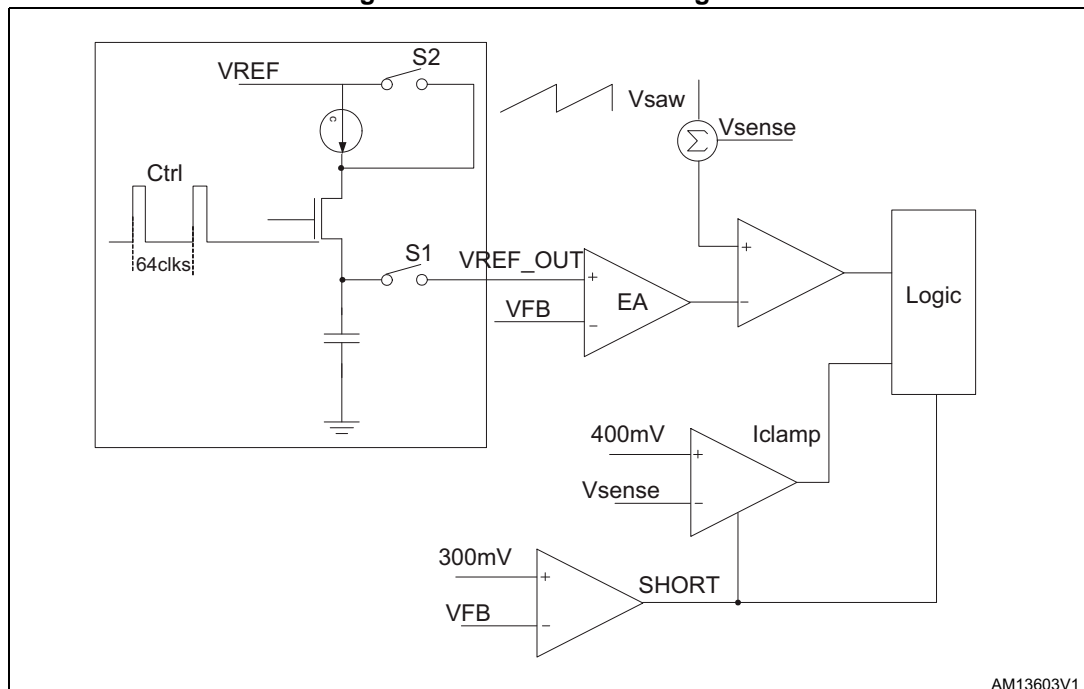 VREF
S2
c
Vsaw
Σ
Vsense
Ctrl
64clks
S1
VREF_OUT
+
VFB
−
EA
+
−
Logic
400mV
+
Iclamp
Vsense
−
300mV
+
SHORT
VFB
−
AM13603V1